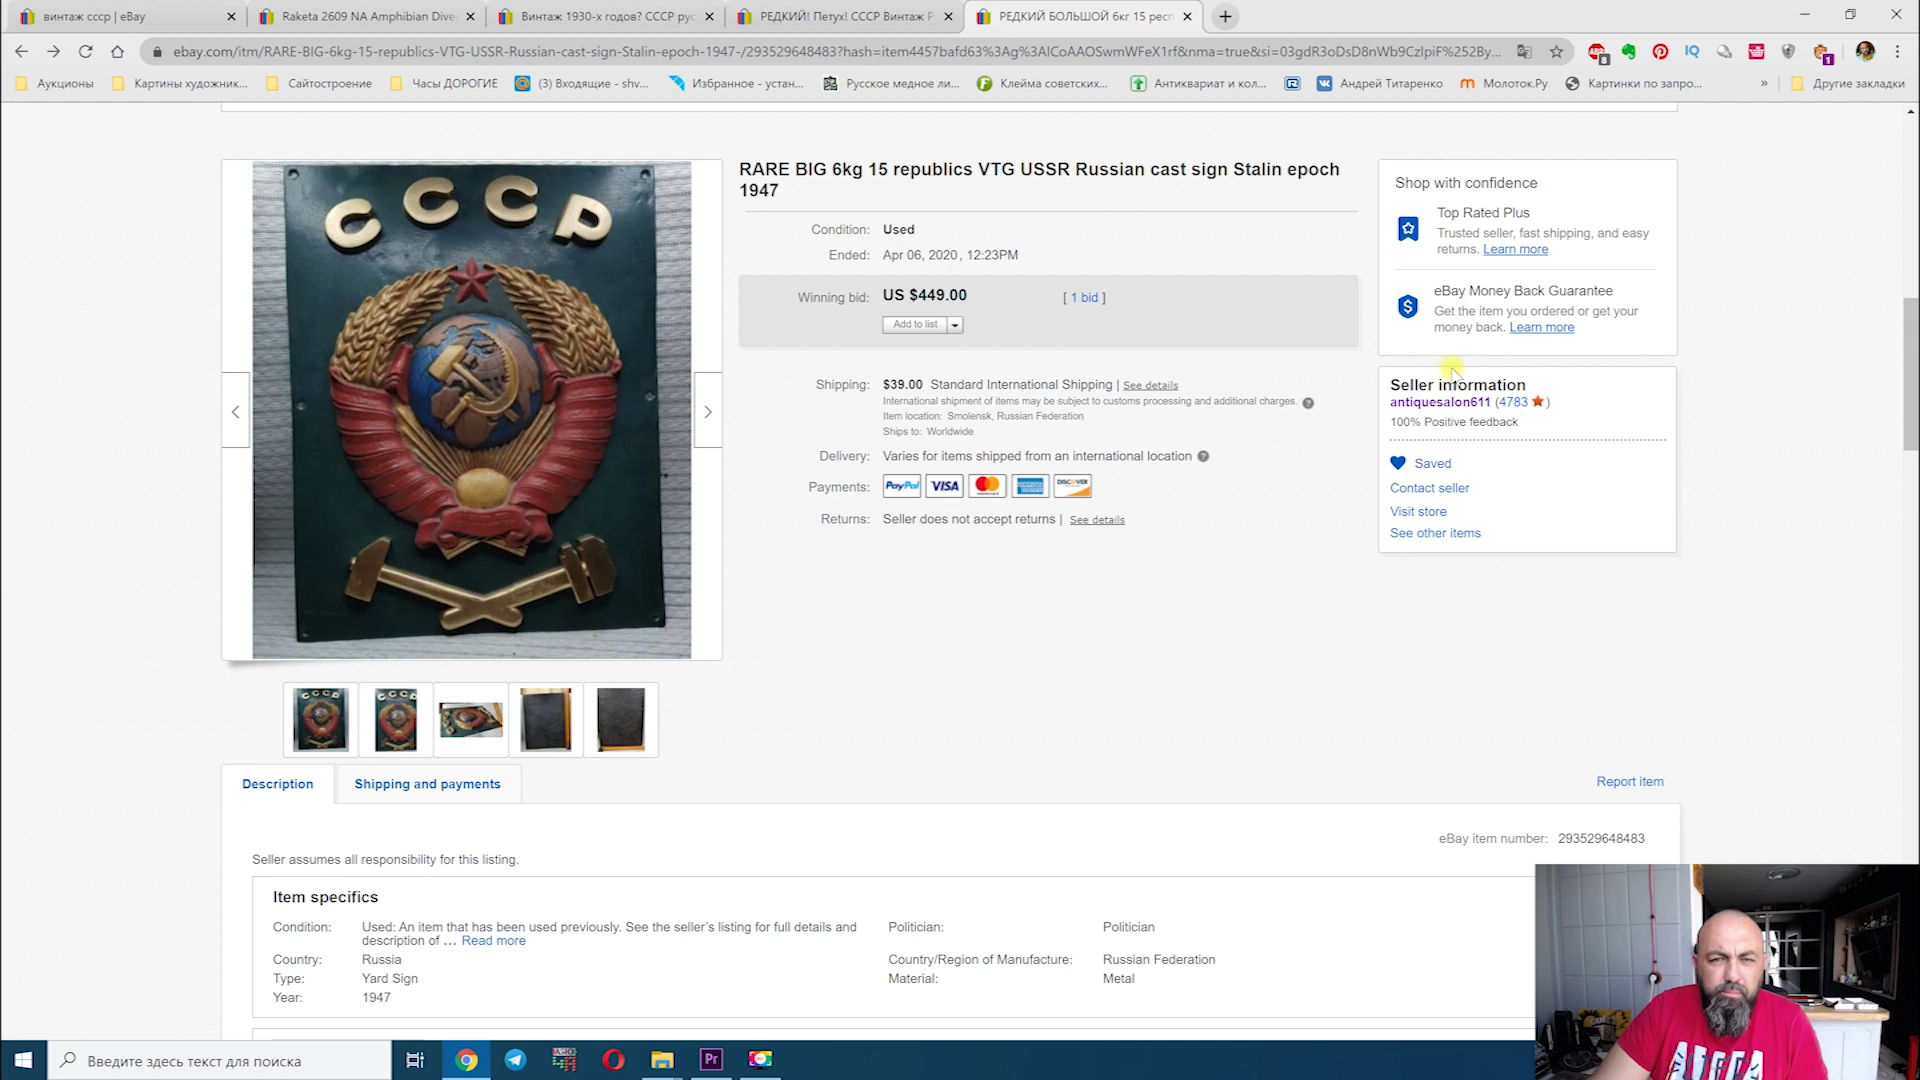 винтаж ссср | eBay
Raketa 2609 NA Amphibian Dive
Винтаж 1930-х годов? СССР рус
РЕДКИЙ! Петух! СССР Винтаж Р
РЕДКИЙ БОЛЬШОЙ 6кг 15 респ
ebay.com/itm/RARE-BIG-6kg-15-republics-VTG-USSR-Russian-cast-sign-Stalin-epoch-1947-/293529648483?hash=item4457bafd63%3Ag%3AlCoAAOSwmWFeX1rf&nma=true&si=03gdR3oDsD8nWb9CzlpiF%252By...
Аукционы
Картины художник...
Сайтостроение
Часы ДОРОГИЕ
(3) Входящие - shv...
Избранное - устан...
Русское медное ли...
Клейма советских...
Антиквариат и кол...
Андрей Титаренко
Молоток.Ру
Картинки по запро...
»
Другие закладки
СССР
RARE BIG 6kg 15 republics VTG USSR Russian cast sign Stalin epoch
1947
Condition: Used
Ended: Apr 06, 2020, 12:23PM
Winning bid: US $449.00 [ 1 bid ]
Add to list
Shipping: $39.00 Standard International Shipping | See details
International shipment of items may be subject to customs processing and additional charges.
Item location: Smolensk, Russian Federation
Ships to: Worldwide
Delivery: Varies for items shipped from an international location
Payments: PayPal VISA MasterCard DISCOVER
Returns: Seller does not accept returns | See details
Shop with confidence
Top Rated Plus
Trusted seller, fast shipping, and easy
returns. Learn more
eBay Money Back Guarantee
Get the item you ordered or get your
money back. Learn more
Seller information
antiquesalon611 (4783 )
100% Positive feedback
Saved
Contact seller
Visit store
See other items
Description
Shipping and payments
Report item
eBay item number: 293529648483
Seller assumes all responsibility for this listing.
Item specifics
Condition: Used: An item that has been used previously. See the seller's listing for full details and
description of ... Read more
Politician: Politician
Country: Russia
Country/Region of Manufacture: Russian Federation
Type: Yard Sign
Material: Metal
Year: 1947
Введите здесь текст для поиска
Pr